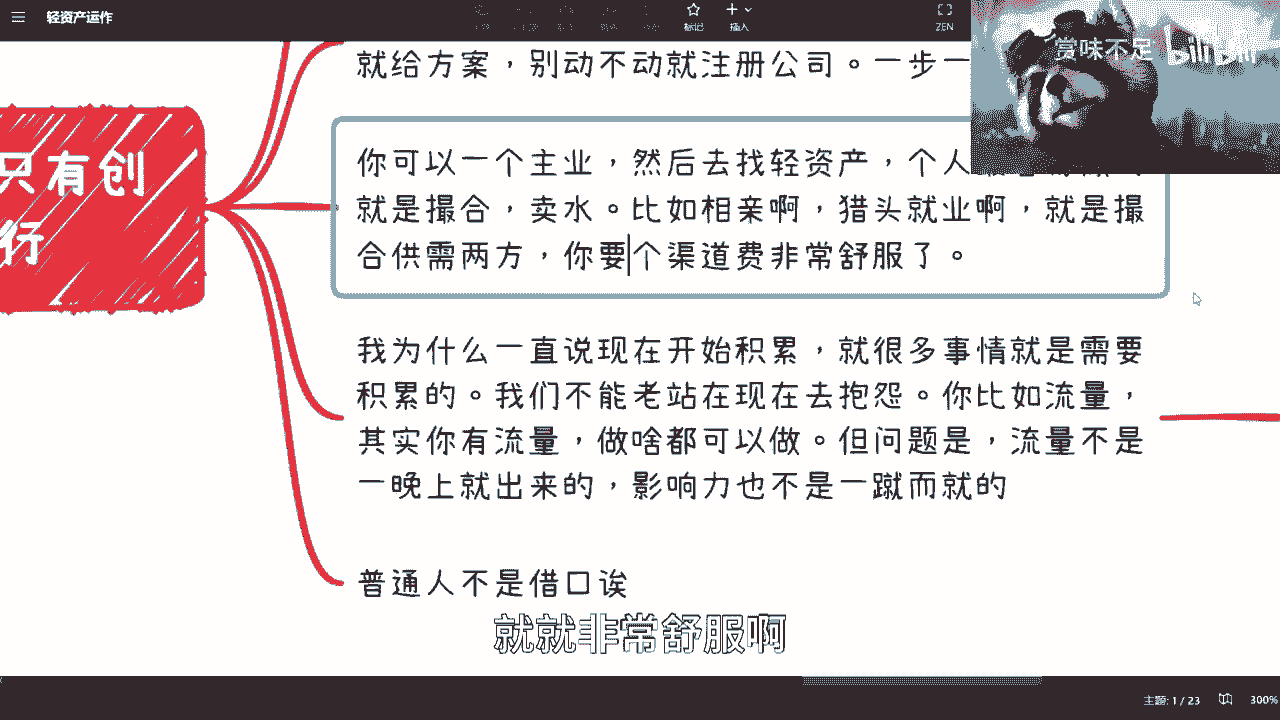 轻资产运作
标记
插入
ZEN
赏味不足 bilibili
就给方案，别动不动就注册公司。一步一
只有创
行
你可以一个主业，然后去找轻资产，个人
就是撮合，卖水。比如相亲啊，猎头就业啊，就是撮
合供需两方，你要个渠道费非常舒服了。
我为什么一直说现在开始积累，就很多事情就是需要
积累的。我们不能老站在现在去抱怨。你比如流量，
其实你有流量，做啥都可以做。但问题是，流量不是
一晚上就出来的，影响力也不是一蹴而就的
普通人不是借口诶
就就非常舒服啊
主题: 1 / 23
300%